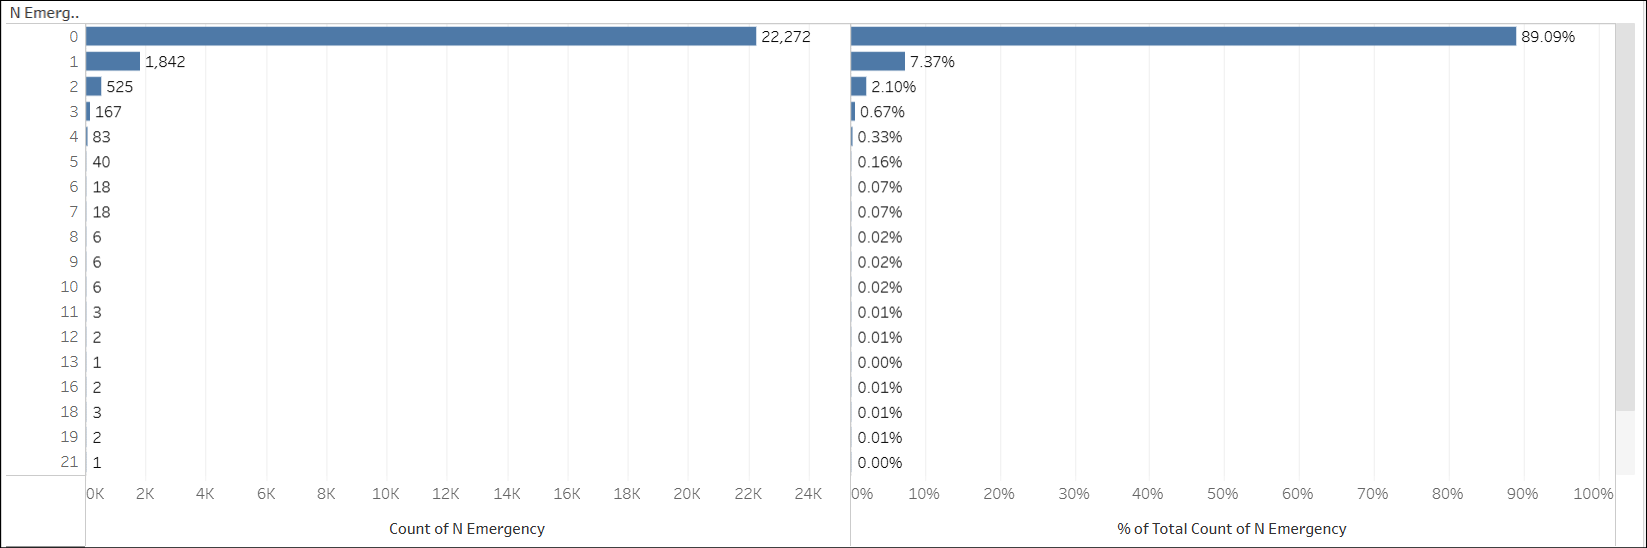 N Emerg..
0 22,272 89.09%
1 1,842 7.37%
2 525 2.10%
3 167 0.67%
4 83 0.33%
5 40 0.16%
6 18 0.07%
7 18 0.07%
8 6 0.02%
9 6 0.02%
10 6 0.02%
11 3 0.01%
12 2 0.01%
13 1 0.00%
16 2 0.01%
18 3 0.01%
19 2 0.01%
21 1 0.00%
0K 2K 4K 6K 8K 10K 12K 14K 16K 18K 20K 22K 24K 0% 10% 20% 30% 40% 50% 60% 70% 80% 90% 100%
Count of N Emergency % of Total Count of N Emergency